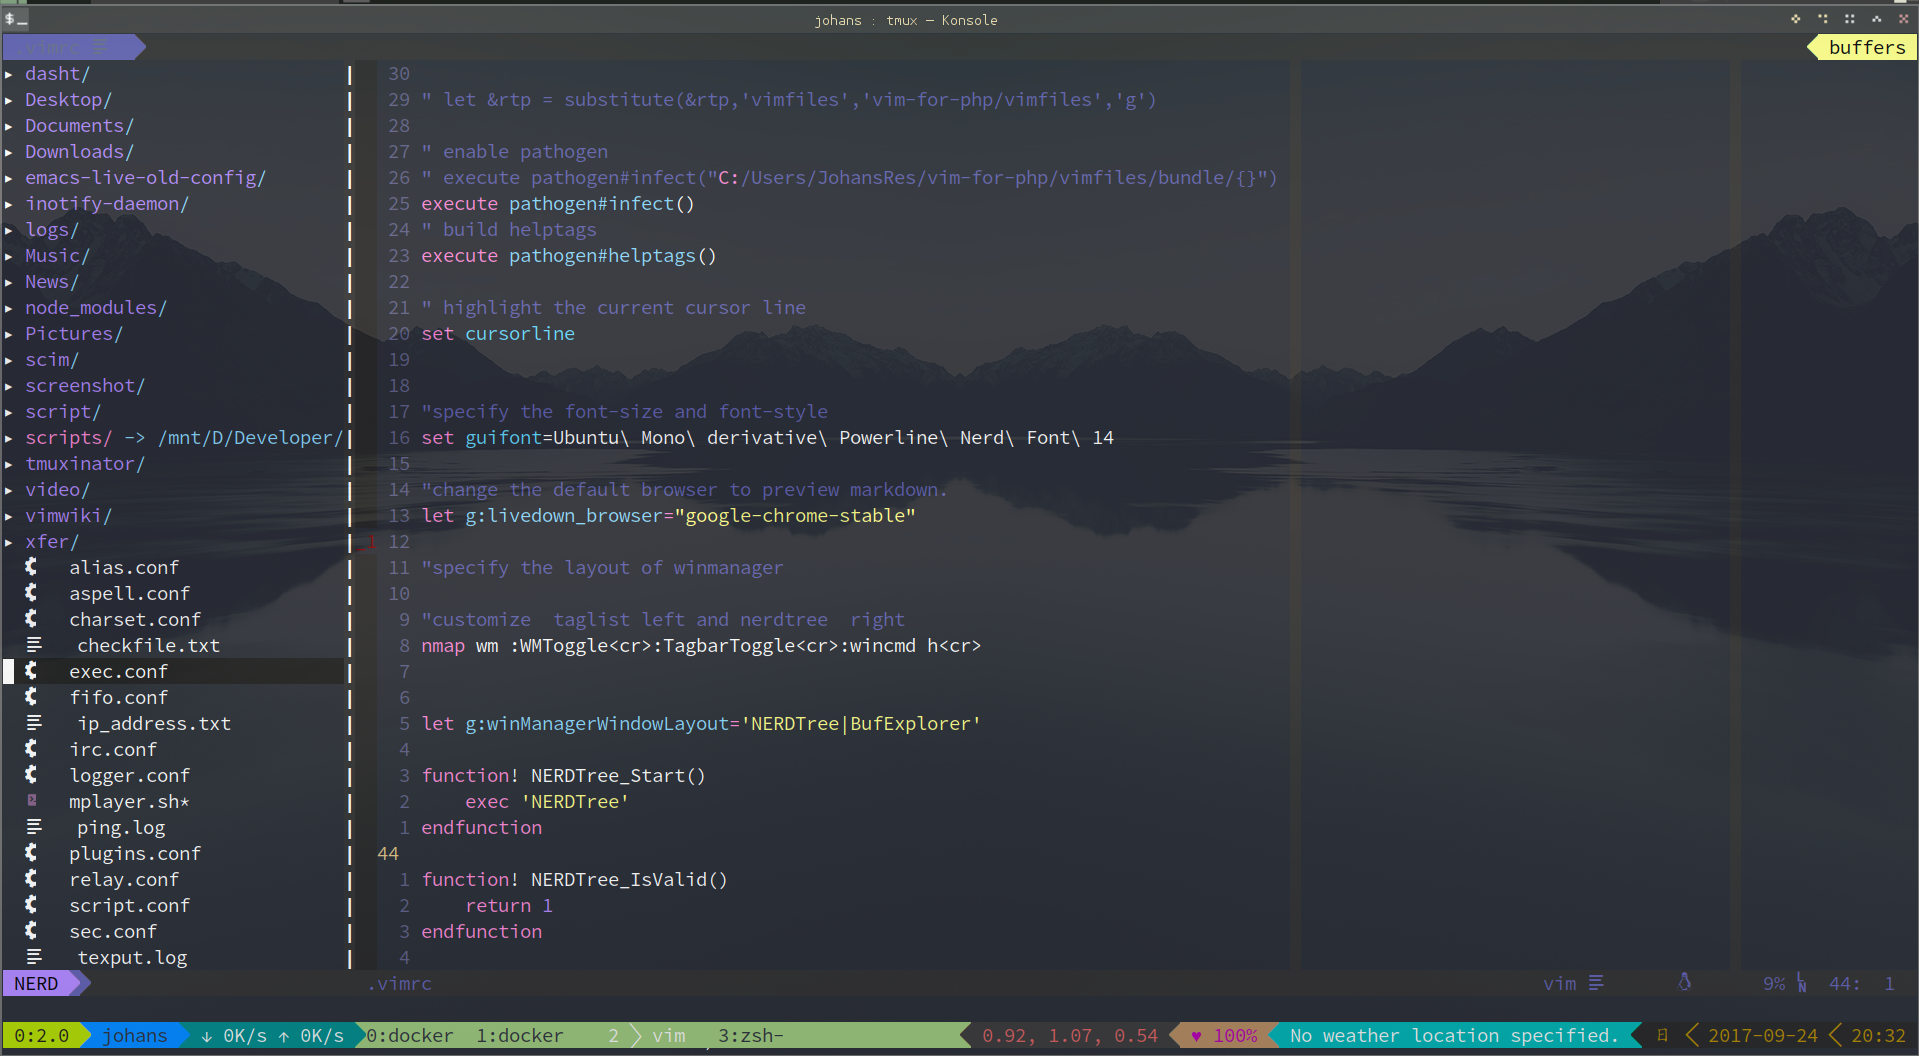 $_ johans : tmux — Konsole
.vimrc buffers
▸ dasht/
▸ Desktop/
▸ Documents/
▸ Downloads/
▸ emacs-live-old-config/
▸ inotify-daemon/
▸ logs/
▸ Music/
▸ News/
▸ node_modules/
▸ Pictures/
▸ scim/
▸ screenshot/
▸ script/
▸ scripts/ -> /mnt/D/Developer/
▸ tmuxinator/
▸ video/
▸ vimwiki/
▸ xfer/
alias.conf
aspell.conf
charset.conf
checkfile.txt
exec.conf
fifo.conf
ip_address.txt
irc.conf
logger.conf
mplayer.sh*
ping.log
plugins.conf
relay.conf
script.conf
sec.conf
texput.log
30
29 " let &rtp = substitute(&rtp,'vimfiles','vim-for-php/vimfiles','g')
28
27 " enable pathogen
26 " execute pathogen#infect("C:/Users/JohansRes/vim-for-php/vimfiles/bundle/{}")
25 execute pathogen#infect()
24 " build helptags
23 execute pathogen#helptags()
22
21 " highlight the current cursor line
20 set cursorline
19
18
17 "specify the font-size and font-style
16 set guifont=Ubuntu\ Mono\ derivative\ Powerline\ Nerd\ Font\ 14
15
14 "change the default browser to preview markdown.
13 let g:livedown_browser="google-chrome-stable"
! 12
11 "specify the layout of winmanager
10
9 "customize  taglist left and nerdtree  right
8 nmap wm :WMToggle<cr>:TagbarToggle<cr>:wincmd h<cr>
7
6
5 let g:winManagerWindowLayout='NERDTree|BufExplorer'
4
3 function! NERDTree_Start()
2     exec 'NERDTree'
1 endfunction
44
1 function! NERDTree_IsValid()
2     return 1
3 endfunction
4
NERD .vimrc vim 9% LN 44: 1
0:2.0 johans ↓ 0K/s ↑ 0K/s 0:docker 1:docker 2 vim 3:zsh- 0.92, 1.07, 0.54 ♥ 100% No weather location specified. 日 2017-09-24 20:32